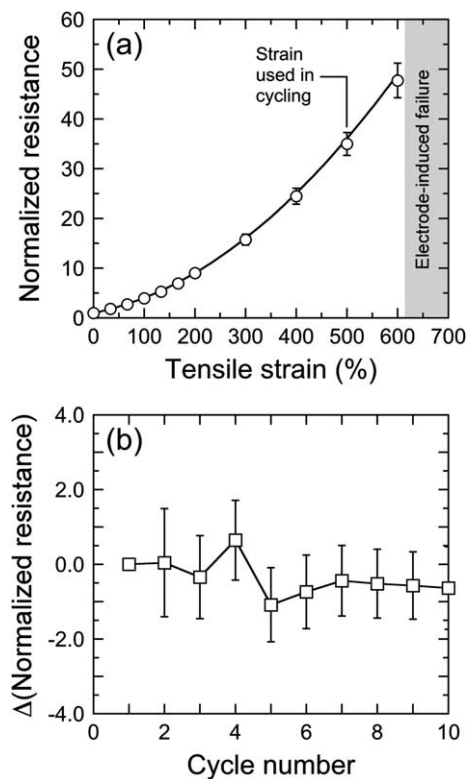 (a)
60
50
40
30
20
10
0
Normalized resistance
Strain
used in
cycling
Electrode-induced failure
0 100 200 300 400 500 600 700
Tensile strain (%)
(b)
4.0
2.0
0.0
-2.0
-4.0
Δ(Normalized resistance)
0 2 4 6 8 10
Cycle number